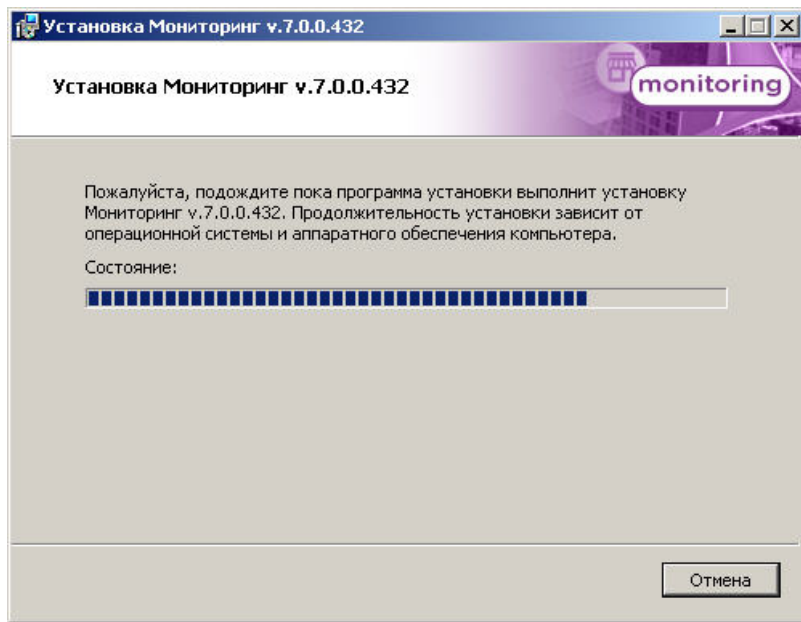 Установка Мониторинг v.7.0.0.432
Установка Мониторинг v.7.0.0.432
monitoring
Пожалуйста, подождите пока программа установки выполнит установку
Мониторинг v.7.0.0.432. Продолжительность установки зависит от
операционной системы и аппаратного обеспечения компьютера.
Состояние:
Отмена